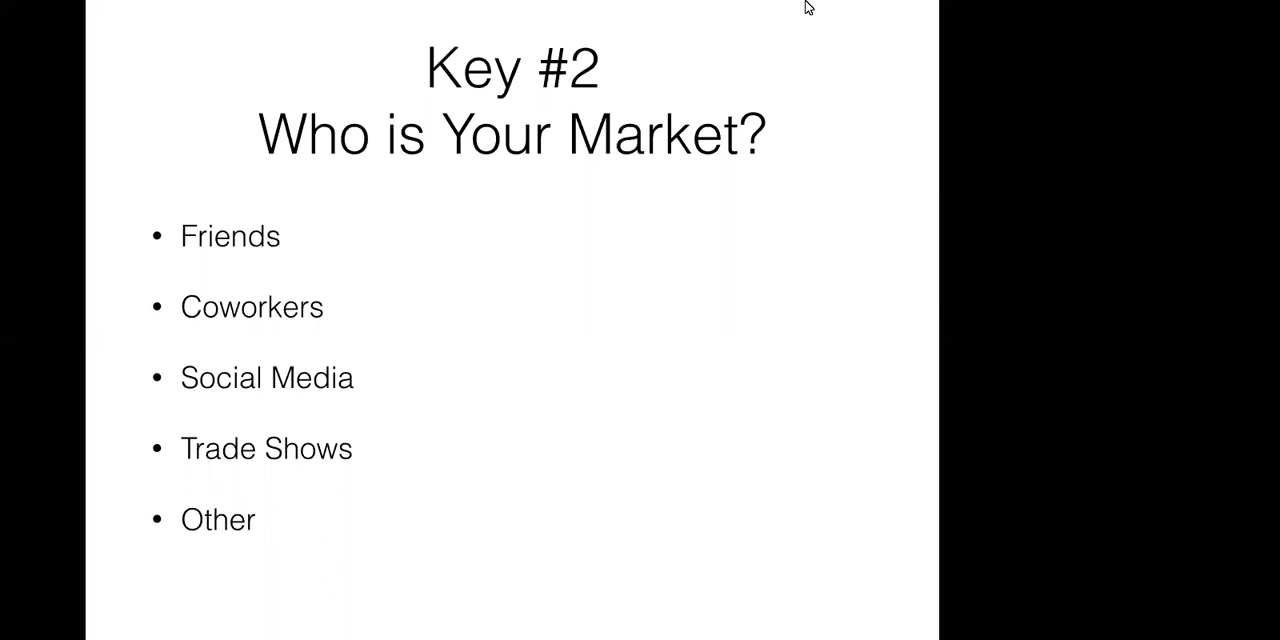 Key #2
Who is Your Market?
• Friends
• Coworkers
• Social Media
• Trade Shows
• Other